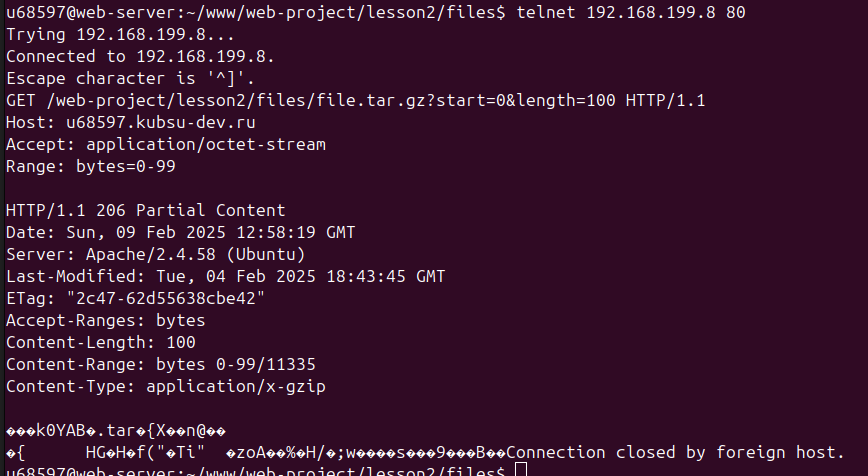 u68597@web-server:~/www/web-project/lesson2/files$ telnet 192.168.199.8 80
Trying 192.168.199.8...
Connected to 192.168.199.8.
Escape character is '^]'.
GET /web-project/lesson2/files/file.tar.gz?start=0&length=100 HTTP/1.1
Host: u68597.kubsu-dev.ru
Accept: application/octet-stream
Range: bytes=0-99
HTTP/1.1 206 Partial Content
Date: Sun, 09 Feb 2025 12:58:19 GMT
Server: Apache/2.4.58 (Ubuntu)
Last-Modified: Tue, 04 Feb 2025 18:43:45 GMT
ETag: "2c47-62d55638cbe42"
Accept-Ranges: bytes
Content-Length: 100
Content-Range: bytes 0-99/11335
Content-Type: application/x-gzip
���k0YAB�.tar�{X��n@��
�{      HG�H�f("�Ti"  �zoA��%�H/�;w����s���9���B��Connection closed by foreign host.
u68597@web-server:~/www/web-project/lesson2/files$